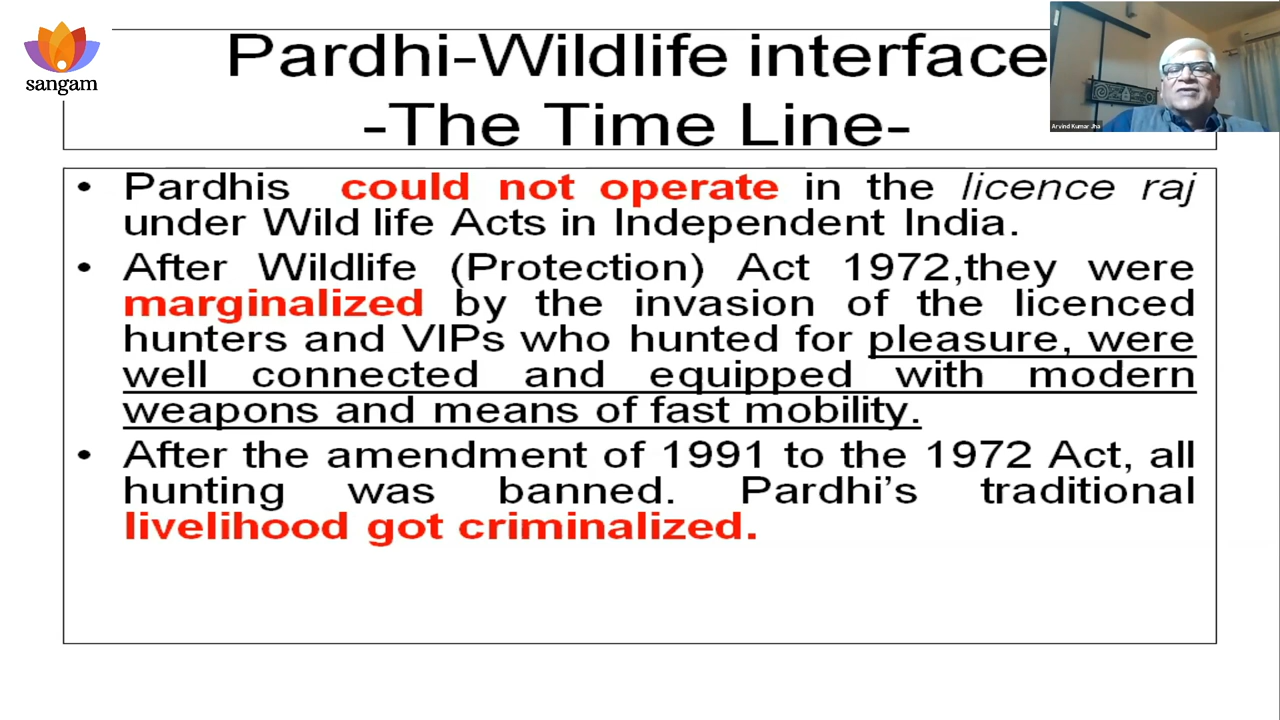 sangam
Pardhi-Wildlife interface
-The Time Line-
Arvind Kumar Jha
• Pardhis could not operate in the licence raj
under Wild life Acts in Independent India.
• After Wildlife (Protection) Act 1972,they were
marginalized by the invasion of the licenced
hunters and VIPs who hunted for pleasure, were
well connected and equipped with modern
weapons and means of fast mobility.
• After the amendment of 1991 to the 1972 Act, all
hunting was banned. Pardhi’s traditional
livelihood got criminalized.